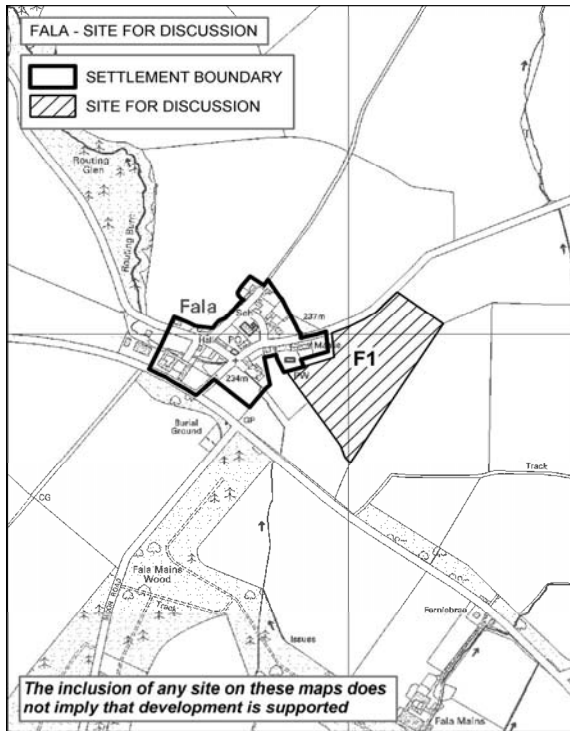 FALA - SITE FOR DISCUSSION
SETTLEMENT BOUNDARY
SITE FOR DISCUSSION
Routing
Glen
Routing Burn
Fala
Sch
237m
PO
Hall
Manse
F1
PW
234m
GP
Burial
Ground
Track
CG
Fala Mains
Wood
Track
Issues
Ferniebrae
Fala Mains
The inclusion of any site on these maps does
not imply that development is supported